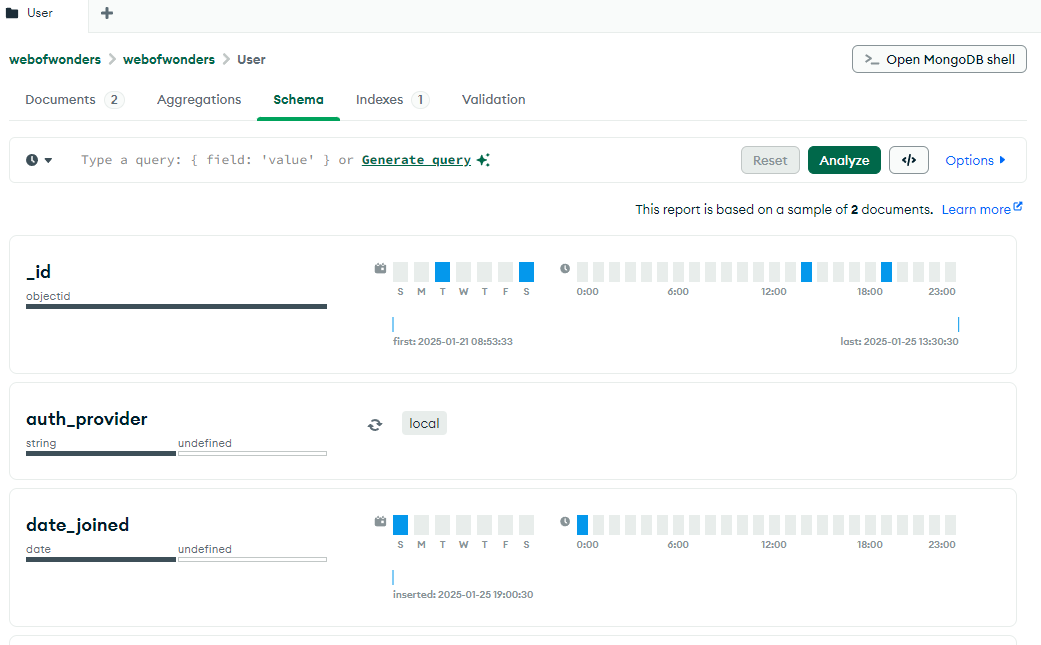 User
webofwonders webofwonders User
>_ Open MongoDB shell
Documents 2 Aggregations Schema Indexes 1 Validation
Type a query: { field: 'value' } or Generate query
Reset Analyze </> Options
This report is based on a sample of 2 documents. Learn more
_id
objectid
S M T W T F S
0:00 6:00 12:00 18:00 23:00
first: 2025-01-21 08:53:33
last: 2025-01-25 13:30:30
auth_provider
string undefined
local
date_joined
date undefined
S M T W T F S
0:00 6:00 12:00 18:00 23:00
inserted: 2025-01-25 19:00:30